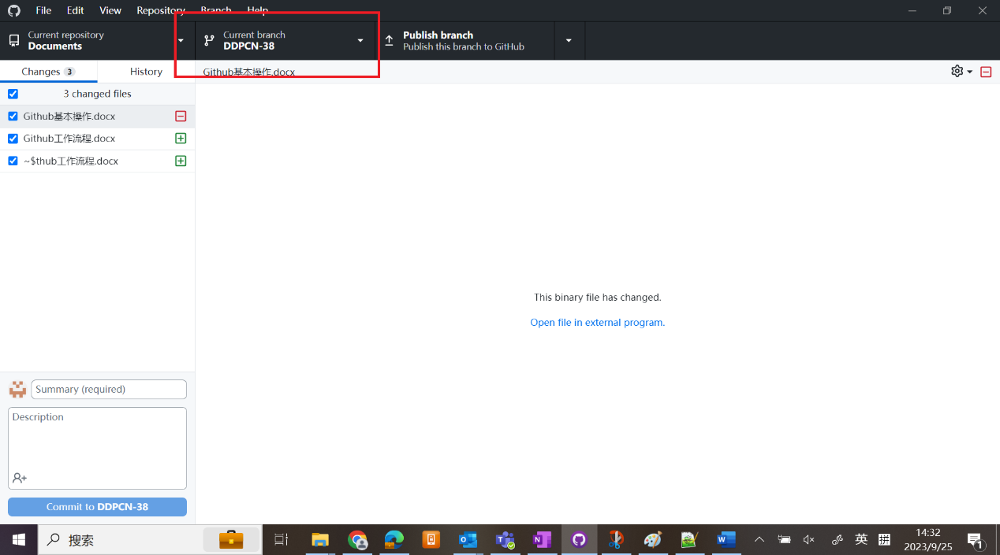 File Edit View Repository Branch Help
Current repository
Documents
Current branch
DDPCN-38
Publish branch
Publish this branch to GitHub
Changes 3
History
Github基本操作.docx
3 changed files
Github基本操作.docx
Github工作流程.docx
~$thub工作流程.docx
This binary file has changed.
Open file in external program.
Summary (required)
Description
Commit to DDPCN-38
搜索
英
拼
14:32
2023/9/25
1